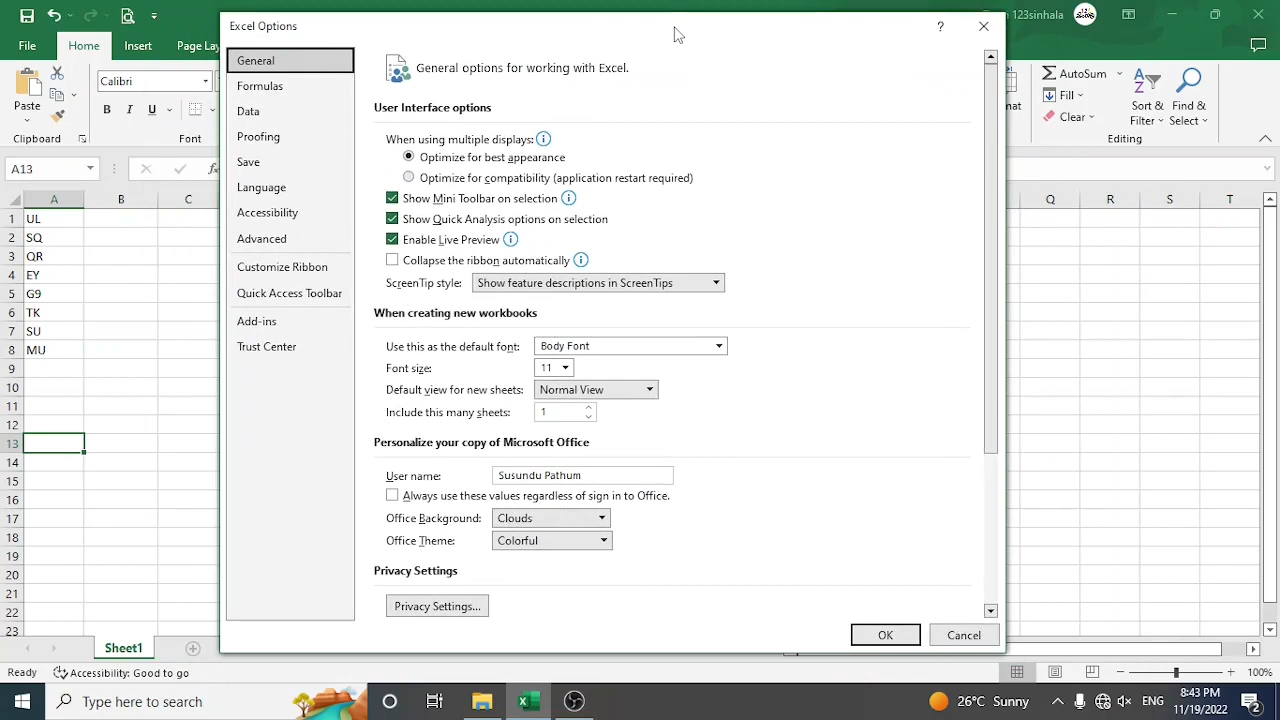 Excel Options
?
File
Home
Insert
Page Lay
Paste
Clipboard
Calibri
B
I
U
Font
A13
General
Formulas
Data
Proofing
Save
Language
Accessibility
Advanced
Customize Ribbon
Quick Access Toolbar
Add-ins
Trust Center
General options for working with Excel.
User Interface options
When using multiple displays:
Optimize for best appearance
Optimize for compatibility (application restart required)
Show Mini Toolbar on selection
Show Quick Analysis options on selection
Enable Live Preview
Collapse the ribbon automatically
ScreenTip style: Show feature descriptions in ScreenTips
When creating new workbooks
Use this as the default font: Body Font
Font size: 11
Default view for new sheets: Normal View
Include this many sheets: 1
Personalize your copy of Microsoft Office
User name: Susundu Pathum
Always use these values regardless of sign in to Office.
Office Background: Clouds
Office Theme: Colorful
Privacy Settings
Privacy Settings...
OK
Cancel
123sinha
AutoSum
Fill
Clear
Sort &
Filter
Find &
Select
Editing
A B C
Q R S T
1 UL
2 SQ
3 QR
4 EY
5 G9
6 TK
7 SU
8 MU
9
10
11
12
13
14
15
16
17
18
19
20
21
22
23
Sheet1
Ready
Accessibility: Good to go
100%
Type here to search
26°C Sunny
ENG
8:43 PM
11/19/2022
2